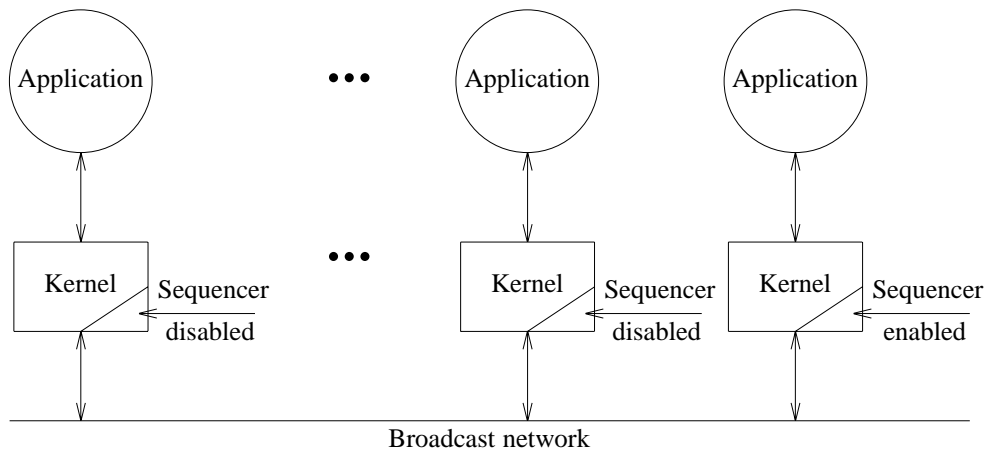 Application
Application
Application
Kernel
Sequencer
disabled
Kernel
Sequencer
disabled
Kernel
Sequencer
enabled
Broadcast network